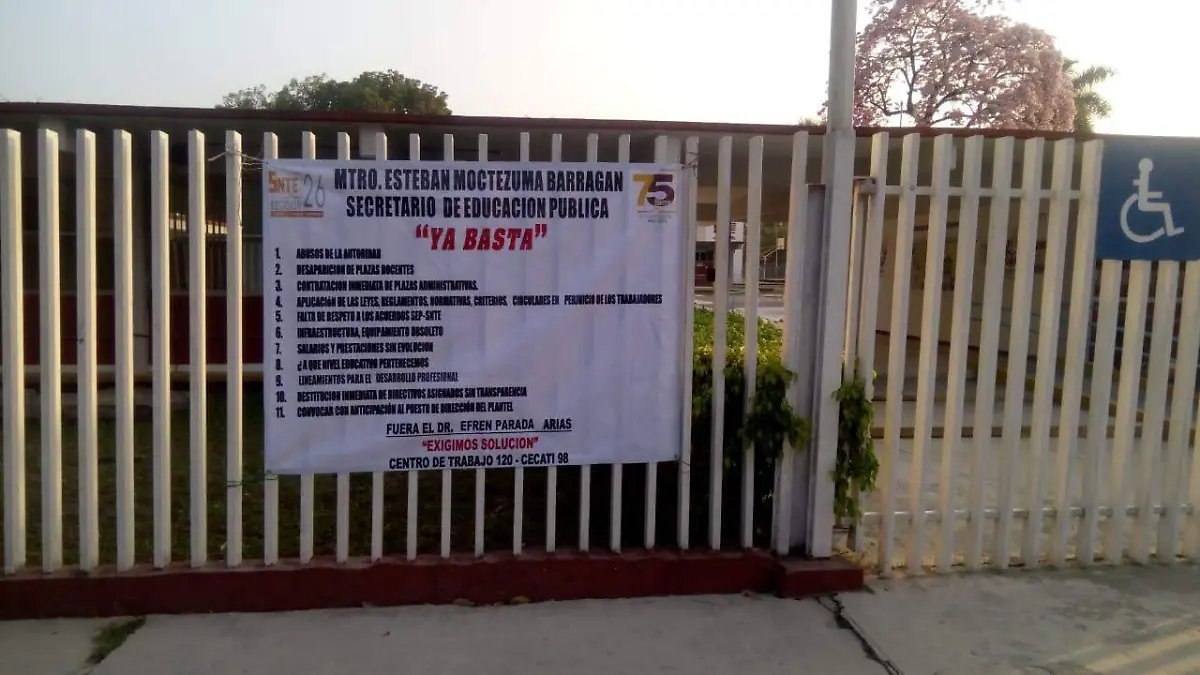 SNTE 26
SECCIÓN
75
MTRO. ESTEBAN MOCTEZUMA BARRAGAN
SECRETARIO DE EDUCACION PUBLICA
"YA BASTA"
1. ABUSOS DE LA AUTORIDAD
2. DESAPARICION DE PLAZAS DOCENTES
3. CONTRATACION INMEDIATA DE PLAZAS ADMINISTRATIVAS.
4. APLICACIÓN DE LAS LEYES, REGLAMENTOS, NORMATIVAS, CRITERIOS, CIRCULARES EN PERJUICIO DE LOS TRABAJADORES
5. FALTA DE RESPETO A LOS ACUERDOS SEP-SNTE
6. INFRAESTRUCTURA, EQUIPAMIENTO OBSOLETO
7. SALARIOS Y PRESTACIONES SIN EVOLUCION
8. ¿A QUE NIVEL EDUCATIVO PERTENECEMOS
9. LINEAMIENTOS PARA EL DESARROLLO PROFESIONAL
10. DESTITUCION INMEDIATA DE DIRECTIVOS ASIGNADOS SIN TRANSPARENCIA
11. CONVOCAR CON ANTICIPACIÓN AL PUESTO DE DIRECCIÓN DEL PLANTEL
FUERA EL DR. EFREN PARADA ARIAS
"EXIGIMOS SOLUCION"
CENTRO DE TRABAJO 120 - CECATI 98